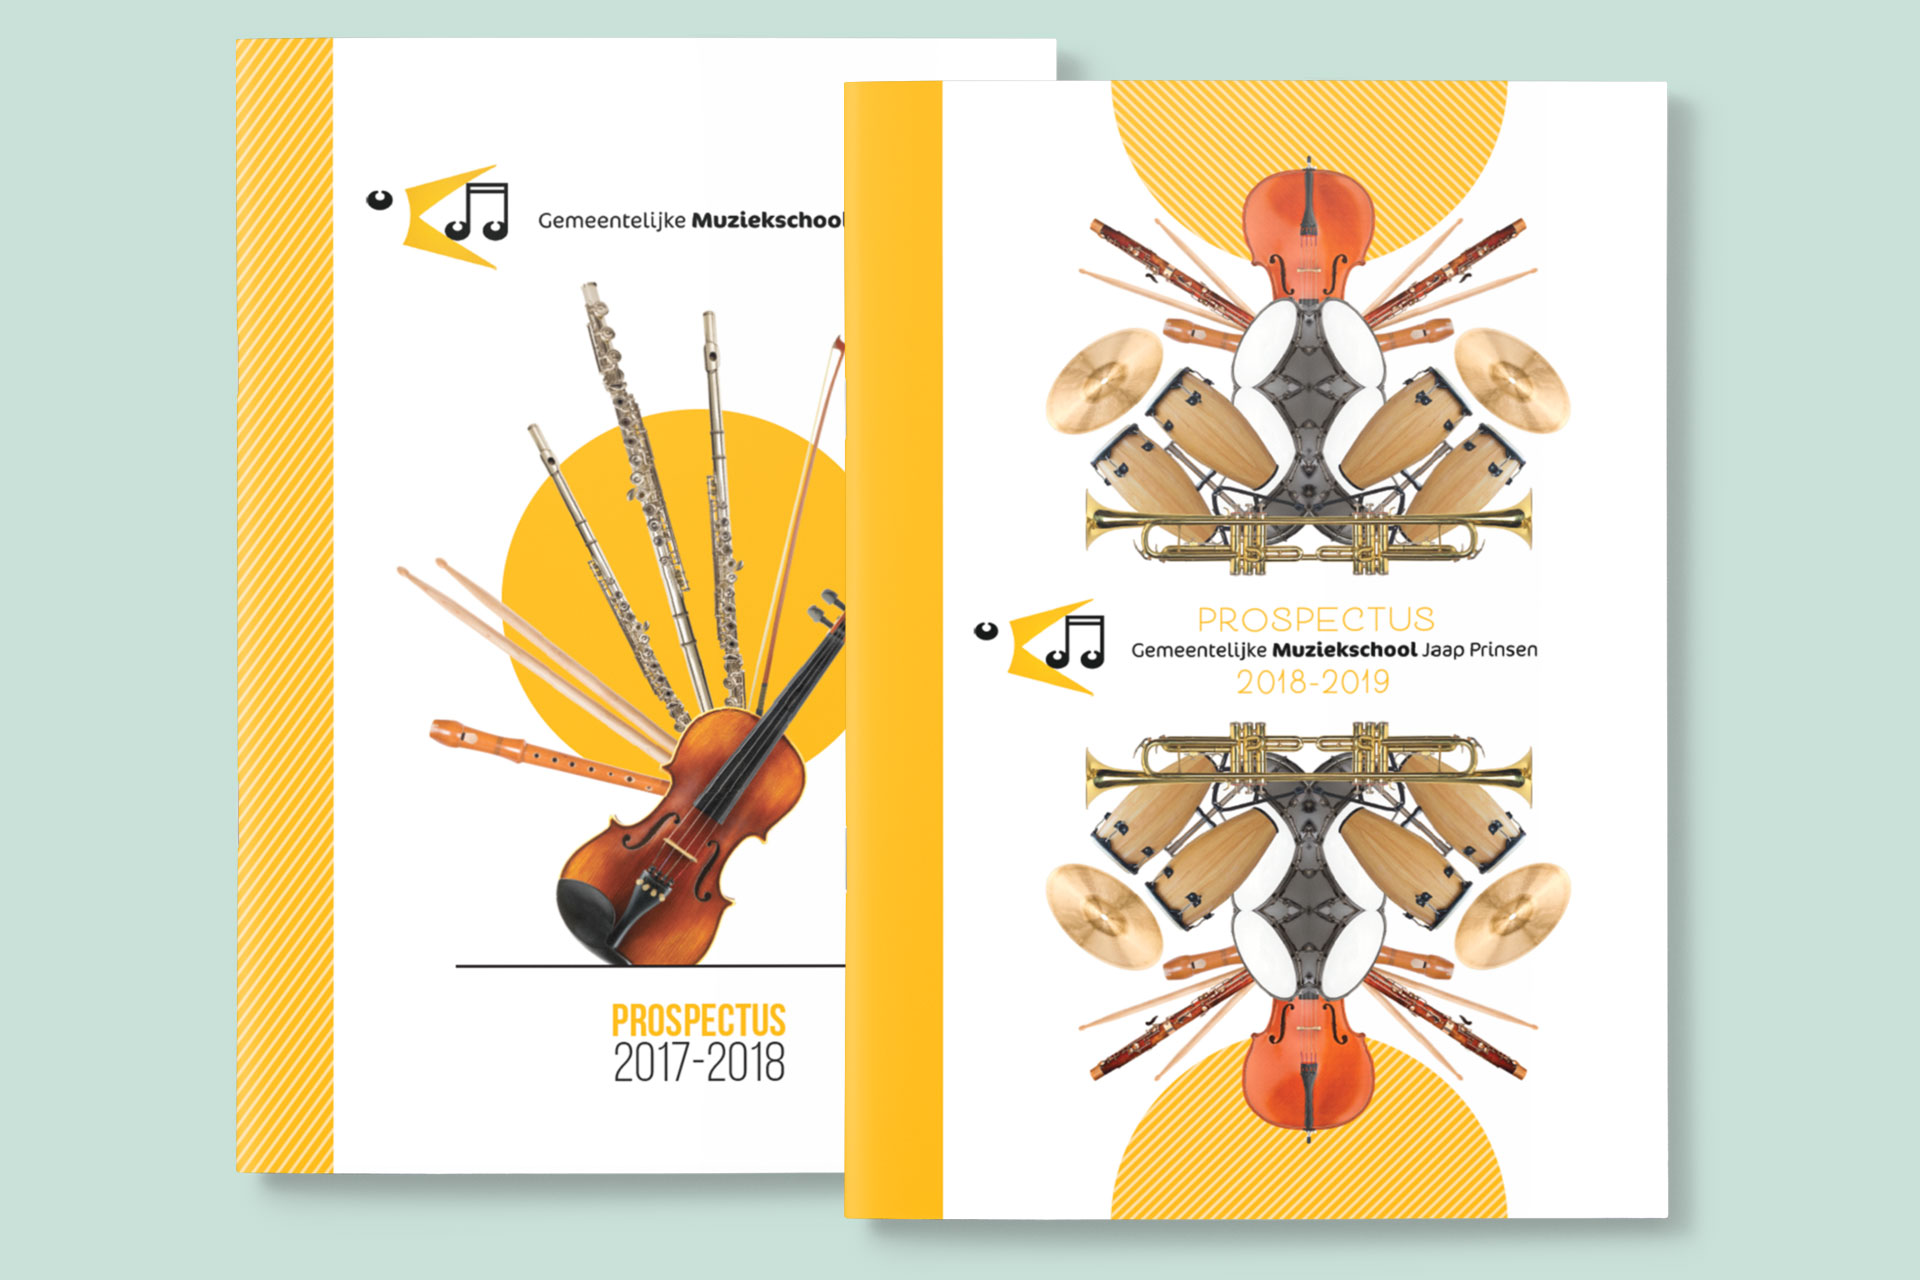 Gemeentelijke Muziekschool
PROSPECTUS
2017-2018
PROSPECTUS
Gemeentelijke Muziekschool Jaap Prinsen
2018-2019